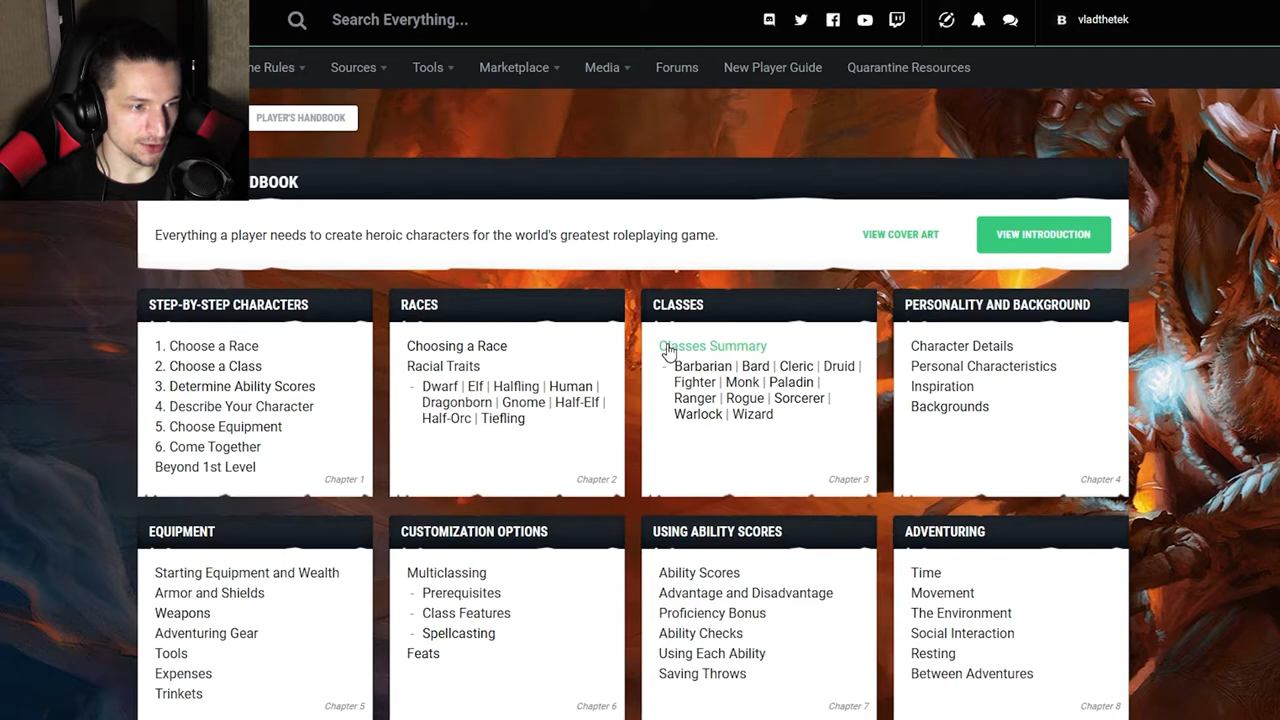 Search Everything...
vladthetek
me Rules
Sources
Tools
Marketplace
Media
Forums
New Player Guide
Quarantine Resources
PLAYER'S HANDBOOK
DBOOK
Everything a player needs to create heroic characters for the world's greatest roleplaying game.
VIEW COVER ART
VIEW INTRODUCTION
STEP-BY-STEP CHARACTERS
1. Choose a Race
2. Choose a Class
3. Determine Ability Scores
4. Describe Your Character
5. Choose Equipment
6. Come Together
Beyond 1st Level
Chapter 1
RACES
Choosing a Race
Racial Traits
- Dwarf | Elf | Halfling | Human |
Dragonborn | Gnome | Half-Elf |
Half-Orc | Tiefling
Chapter 2
CLASSES
Classes Summary
- Barbarian | Bard | Cleric | Druid |
Fighter | Monk | Paladin |
Ranger | Rogue | Sorcerer |
Warlock | Wizard
Chapter 3
PERSONALITY AND BACKGROUND
Character Details
Personal Characteristics
Inspiration
Backgrounds
Chapter 4
EQUIPMENT
Starting Equipment and Wealth
Armor and Shields
Weapons
Adventuring Gear
Tools
Expenses
Trinkets
Chapter 5
CUSTOMIZATION OPTIONS
Multiclassing
- Prerequisites
- Class Features
- Spellcasting
Feats
Chapter 6
USING ABILITY SCORES
Ability Scores
Advantage and Disadvantage
Proficiency Bonus
Ability Checks
Using Each Ability
Saving Throws
Chapter 7
ADVENTURING
Time
Movement
The Environment
Social Interaction
Resting
Between Adventures
Chapter 8